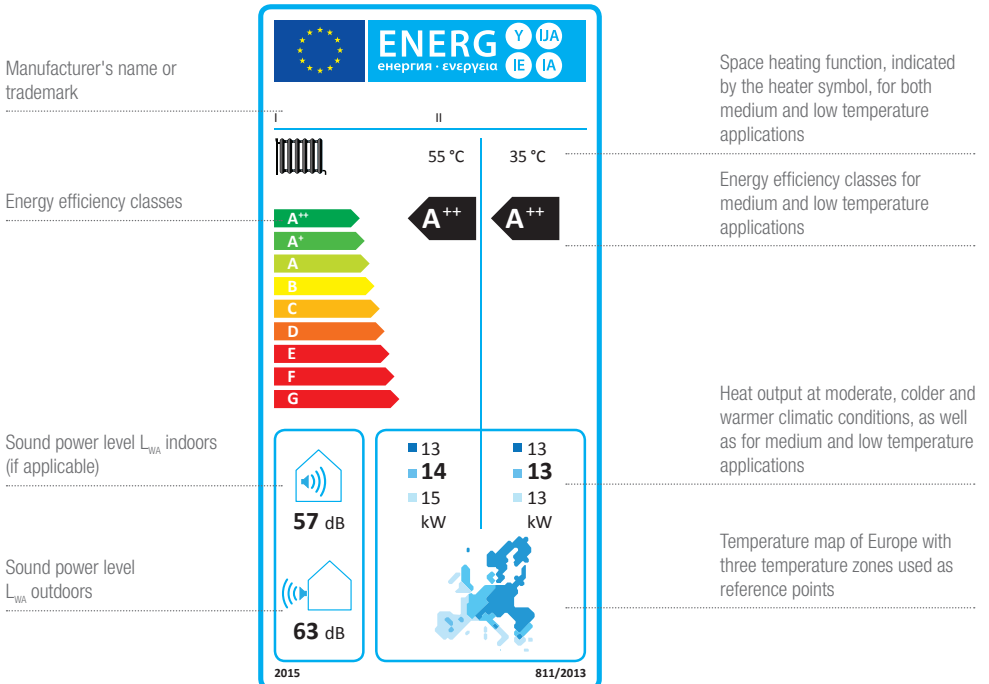 Manufacturer's name or
trademark
Energy efficiency classes
Sound power level LWA indoors
(if applicable)
Sound power level
LWA outdoors
ENERG
енергия · ενεργεια
Y
IJA
IE
IA
I
II
55 °C
35 °C
A++
A+
A
B
C
D
E
F
G
A++
A++
57 dB
63 dB
13
14
15
kW
13
13
13
kW
2015
811/2013
Space heating function, indicated
by the heater symbol, for both
medium and low temperature
applications
Energy efficiency classes for
medium and low temperature
applications
Heat output at moderate, colder and
warmer climatic conditions, as well
as for medium and low temperature
applications
Temperature map of Europe with
three temperature zones used as
reference points